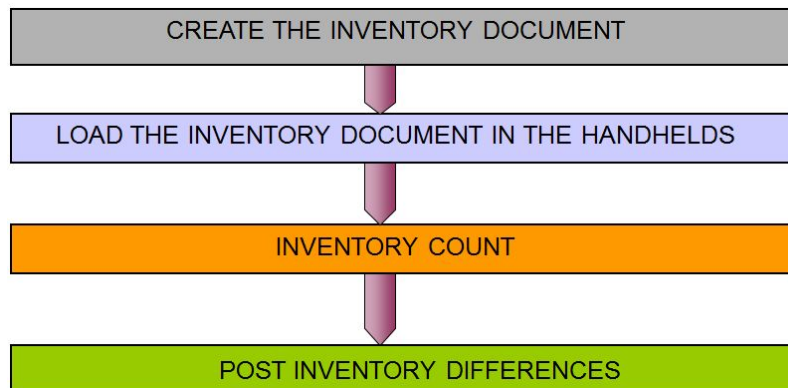 CREATE THE INVENTORY DOCUMENT
LOAD THE INVENTORY DOCUMENT IN THE HANDHELDS
INVENTORY COUNT
POST INVENTORY DIFFERENCES